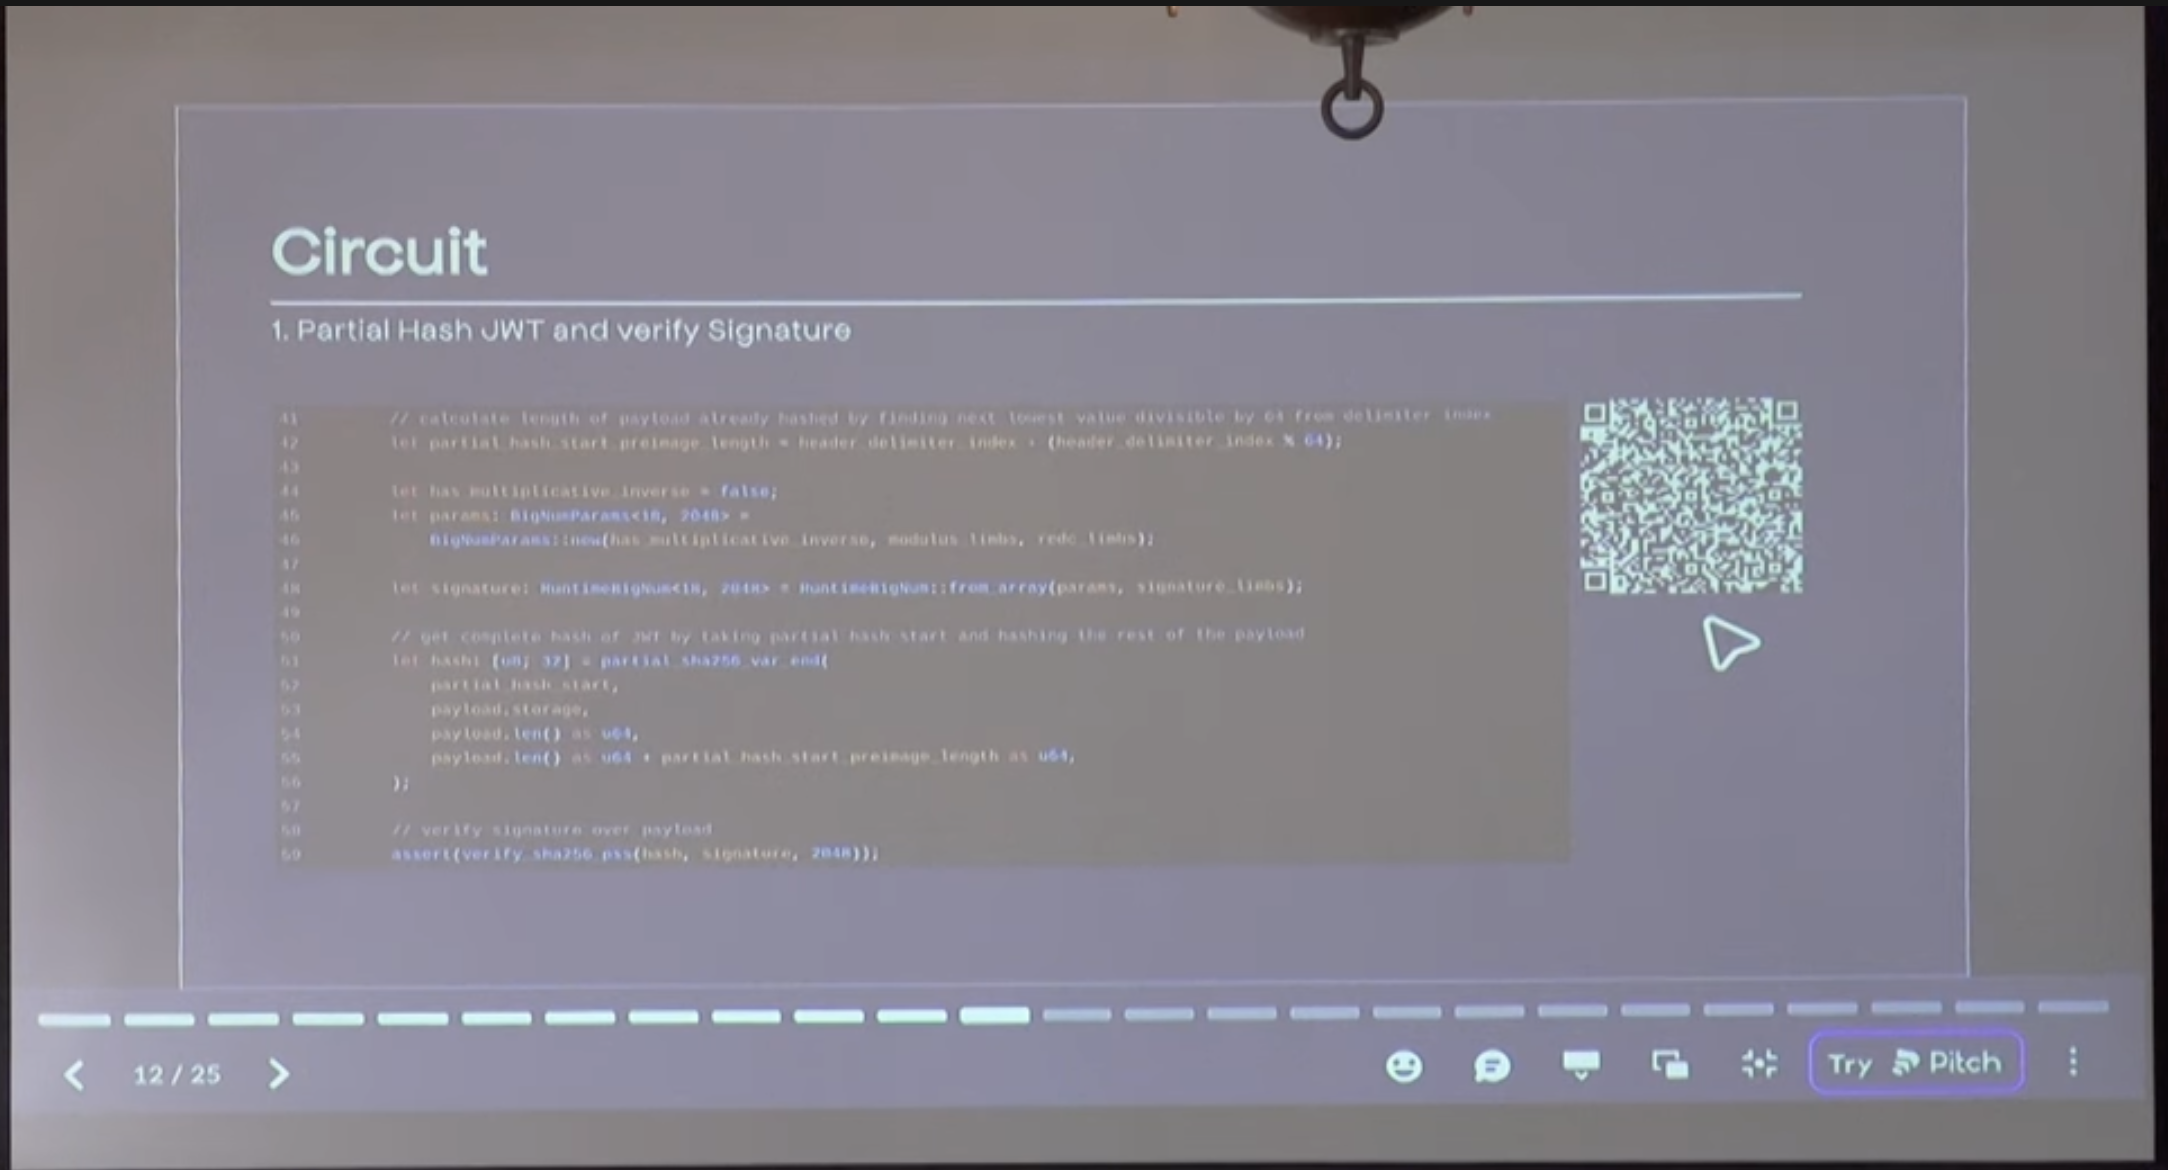 Circuit
1. Partial Hash JWT and verify Signature
41 // calculate length of payload already hashed by finding next lowest value divisible by 64 from delimiter index
42 let partial_hash_start_preimage_length = header_delimiter_index - (header_delimiter_index % 64);
43
44 let has_multiplicative_inverse = false;
45 let params: BigNumParams<18, 2048> =
46 BigNumParams::new(has_multiplicative_inverse, modulus_limbs, redc_limbs);
47
48 let signature: RuntimeBigNum<18, 2048> = RuntimeBigNum::from_array(params, signature_limbs);
49
50 // get complete hash of JWT by taking partial hash start and hashing the rest of the payload
51 let hash: [u8; 32] = partial_sha256_var_end(
52 partial_hash_start,
53 payload.storage,
54 payload.len() as u64,
55 payload.len() as u64 + partial_hash_start_preimage_length as u64,
56 );
57
58 // verify signature over payload
59 assert(verify_sha256_pss(hash, signature, 2048));
12 / 25
Try Pitch